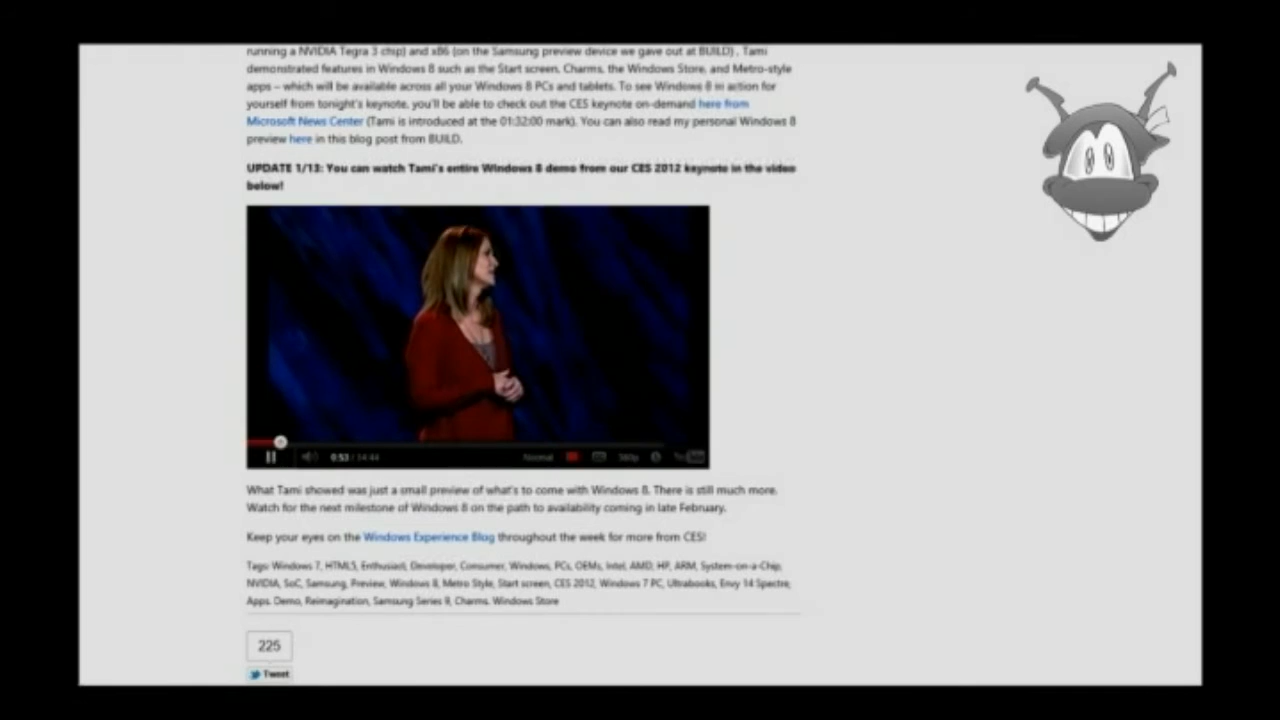 running a NVIDIA Tegra 3 chip) and x86 (on the Samsung preview device we gave out at BUILD) . Tami
demonstrated features in Windows 8 such as the Start screen, Charms, the Windows Store, and Metro-style
apps – which will be available across all your Windows 8 PCs and tablets. To see Windows 8 in action for
yourself from tonight's keynote, you'll be able to check out the CES keynote on-demand here from
Microsoft News Center (Tami is introduced at the 01:32:00 mark). You can also read my personal Windows 8
preview here in this blog post from BUILD.
UPDATE 1/13: You can watch Tami's entire Windows 8 demo from our CES 2012 keynote in the video
below!
0:53 / 14:44 Normal 360p
What Tami showed was just a small preview of what's to come with Windows 8. There is still much more.
Watch for the next milestone of Windows 8 on the path to availability coming in late February.
Keep your eyes on the Windows Experience Blog throughout the week for more from CES!
Tags: Windows 7, HTML5, Enthusiast, Developer, Consumer, Windows, PCs, OEMs, Intel, AMD, HP, ARM, System-on-a-Chip,
NVIDIA, SoC, Samsung, Preview, Windows 8, Metro Style, Start screen, CES 2012, Windows 7 PC, Ultrabooks, Envy 14 Spectre,
Apps, Demo, Reimagination, Samsung Series 9, Charms, Windows Store
225
Tweet